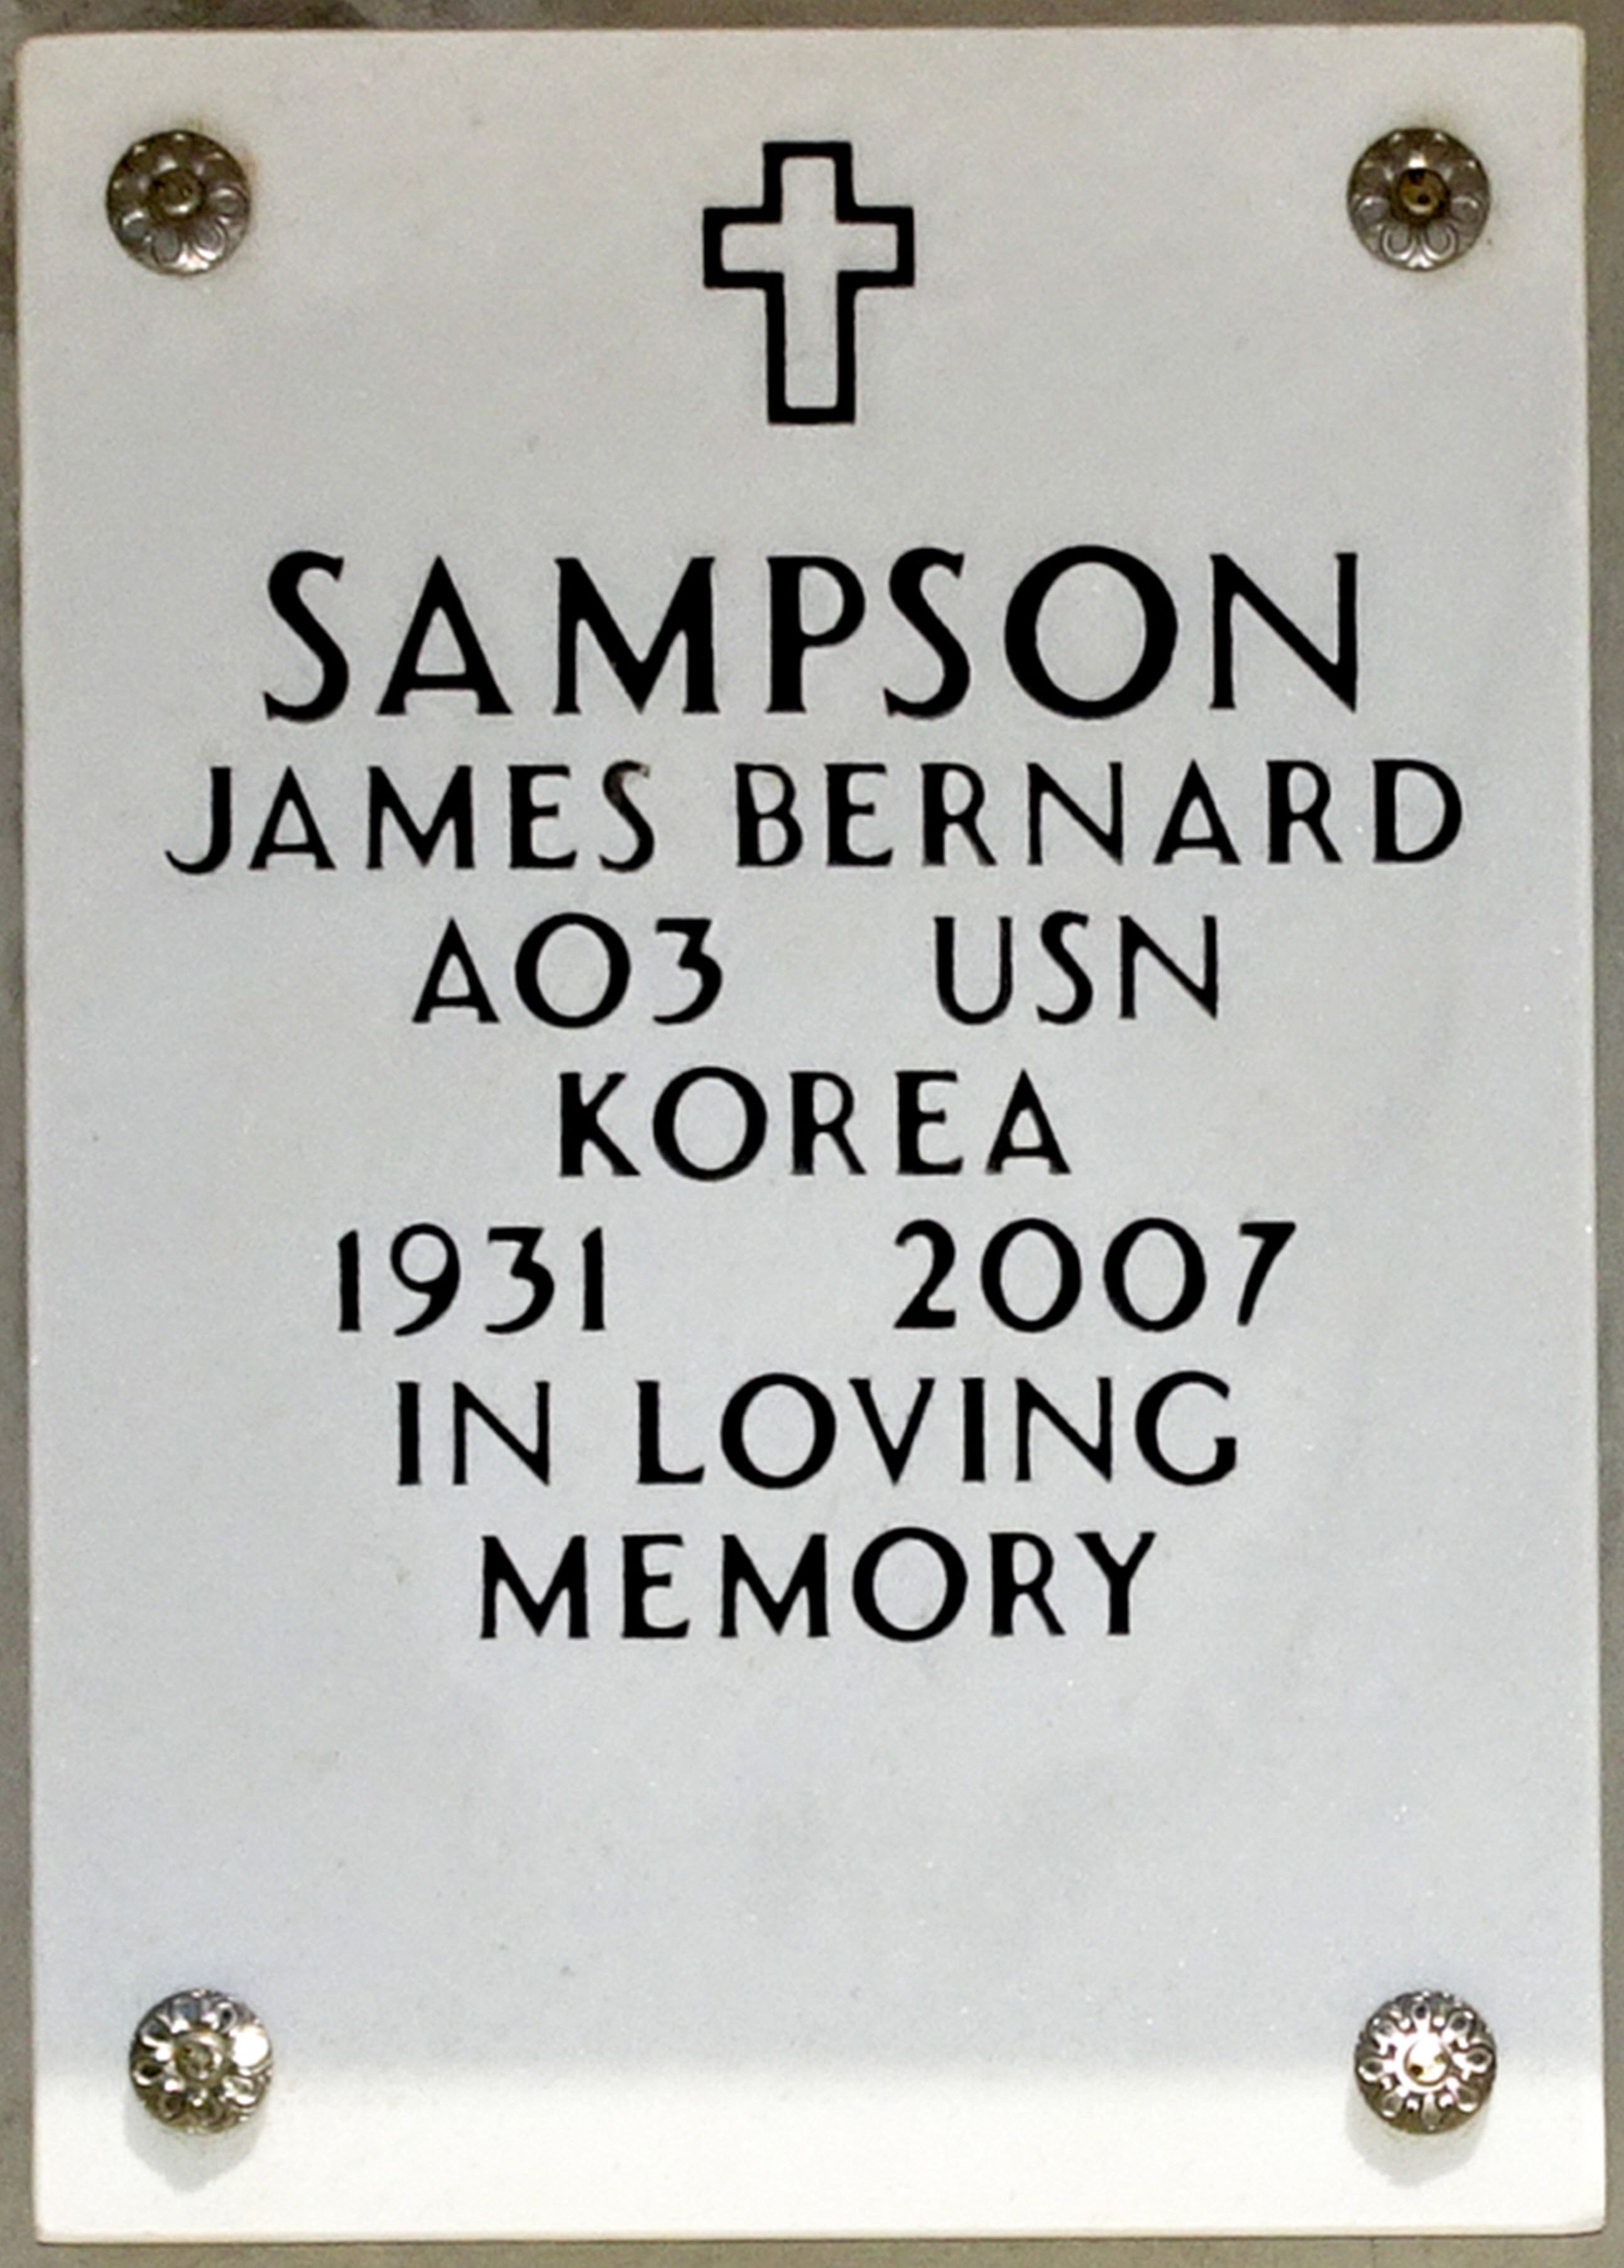 SAMPSON
JAMES BERNARD
AO3 USN
KOREA
1931 2007
IN LOVING
MEMORY